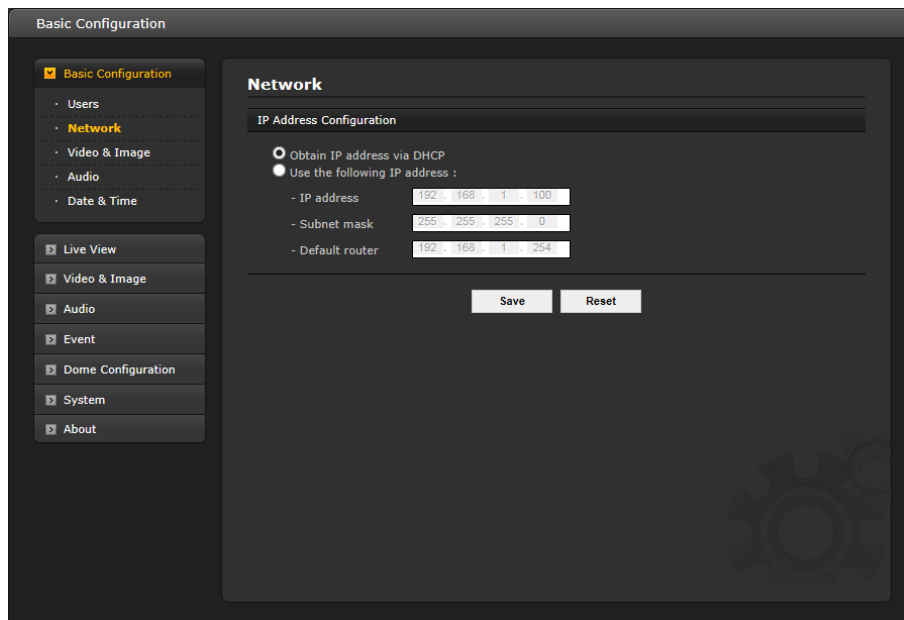 Basic Configuration
Basic Configuration
· Users
· Network
· Video & Image
· Audio
· Date & Time
Live View
Video & Image
Audio
Event
Dome Configuration
System
About
Network
IP Address Configuration
Obtain IP address via DHCP
Use the following IP address :
- IP address 192 . 168 . 1 . 100
- Subnet mask 255 . 255 . 255 . 0
- Default router 192 . 168 . 1 . 254
Save Reset